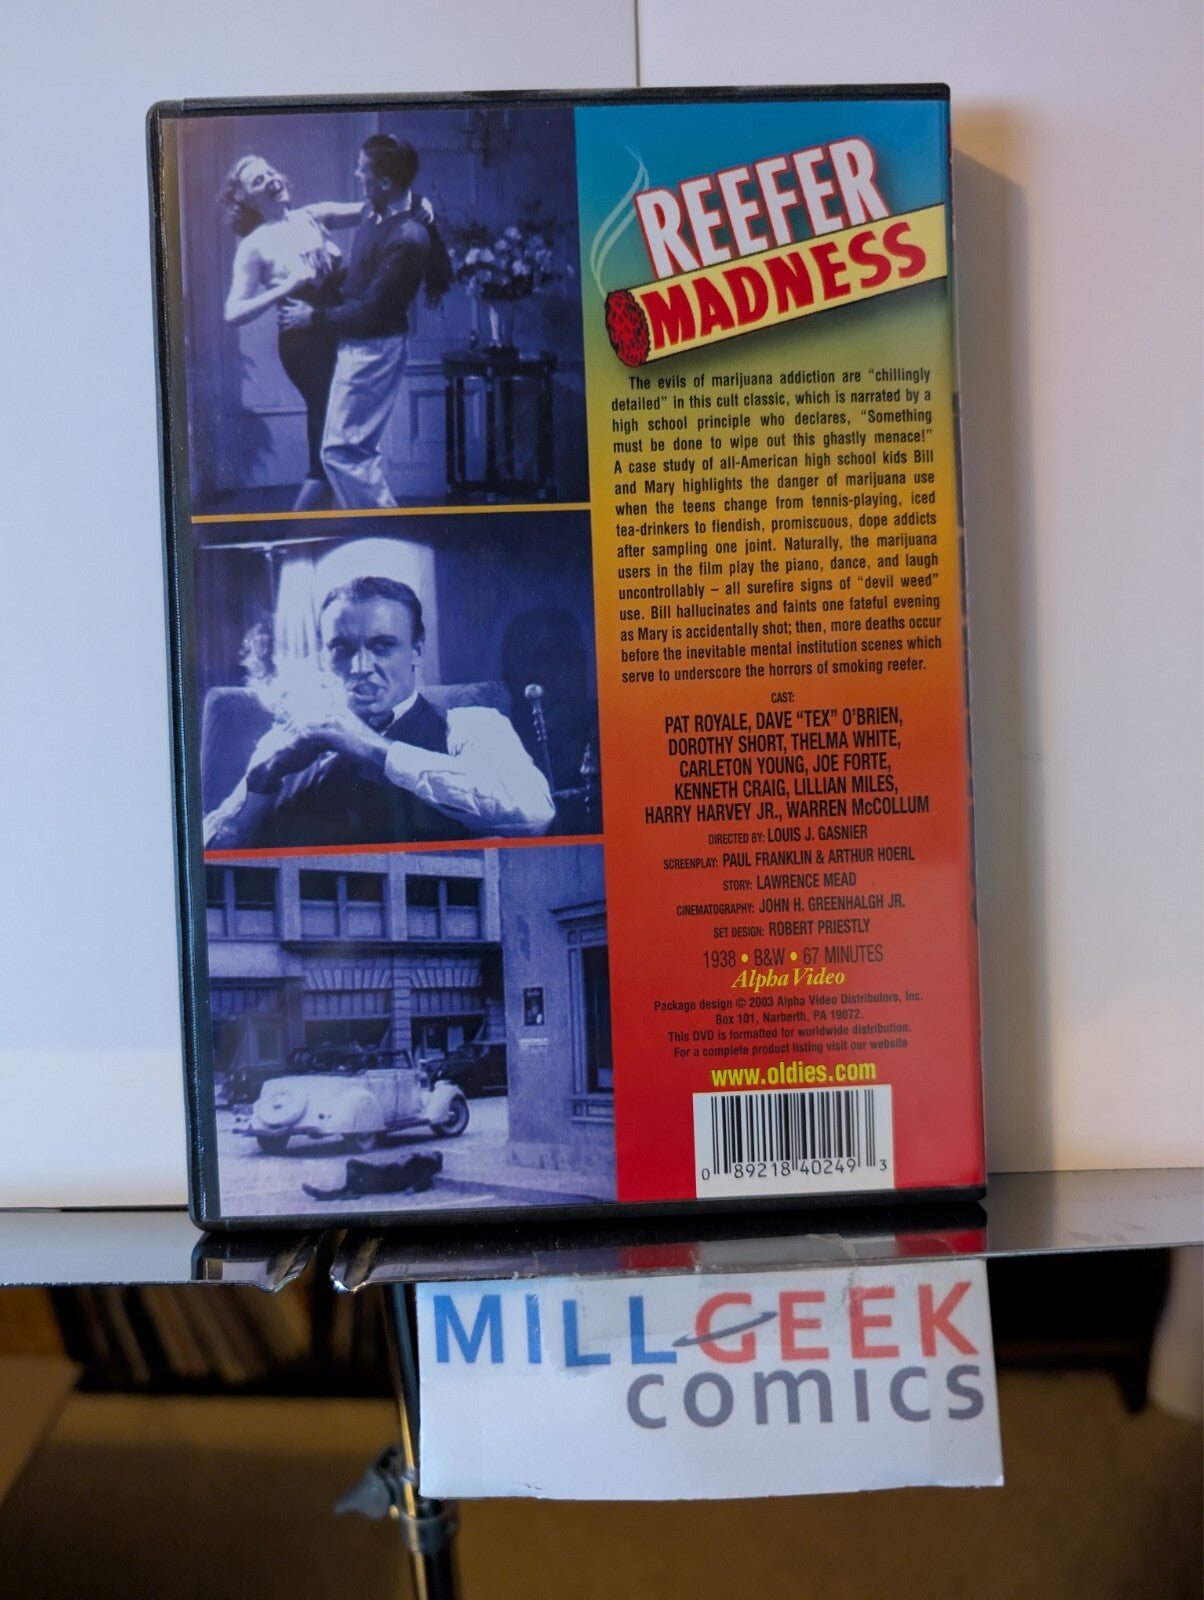 REEFER
MADNESS
The evils of marijuana addiction are “chillingly
detailed” in this cult classic, which is narrated by a
high school principle who declares, “Something
must be done to wipe out this ghastly menace!”
A case study of all-American high school kids Bill
and Mary highlights the danger of marijuana use
when the teens change from tennis-playing, iced
tea-drinkers to fiendish, promiscuous, dope addicts
after sampling one joint. Naturally, the marijuana
users in the film play the piano, dance, and laugh
uncontrollably – all surefire signs of “devil weed”
use. Bill hallucinates and faints one fateful evening
as Mary is accidentally shot; then, more deaths occur
before the inevitable mental institution scenes which
serve to underscore the horrors of smoking reefer.
CAST:
PAT ROYALE, DAVE “TEX” O’BRIEN,
DOROTHY SHORT, THELMA WHITE,
CARLETON YOUNG, JOE FORTE,
KENNETH CRAIG, LILLIAN MILES,
HARRY HARVEY JR., WARREN McCOLLUM
DIRECTED BY: LOUIS J. GASNIER
SCREENPLAY: PAUL FRANKLIN & ARTHUR HOERL
STORY: LAWRENCE MEAD
CINEMATOGRAPHY: JOHN H. GREENHALGH JR.
SET DESIGN: ROBERT PRIESTLY
1938 • B&W • 67 MINUTES
Alpha Video
Package design © 2003 Alpha Video Distributors, Inc.
Box 101, Narberth, PA 19072.
This DVD is formatted for worldwide distribution.
For a complete product listing visit our website
www.oldies.com
0 89218 40249 3
MILLGEEK
comics